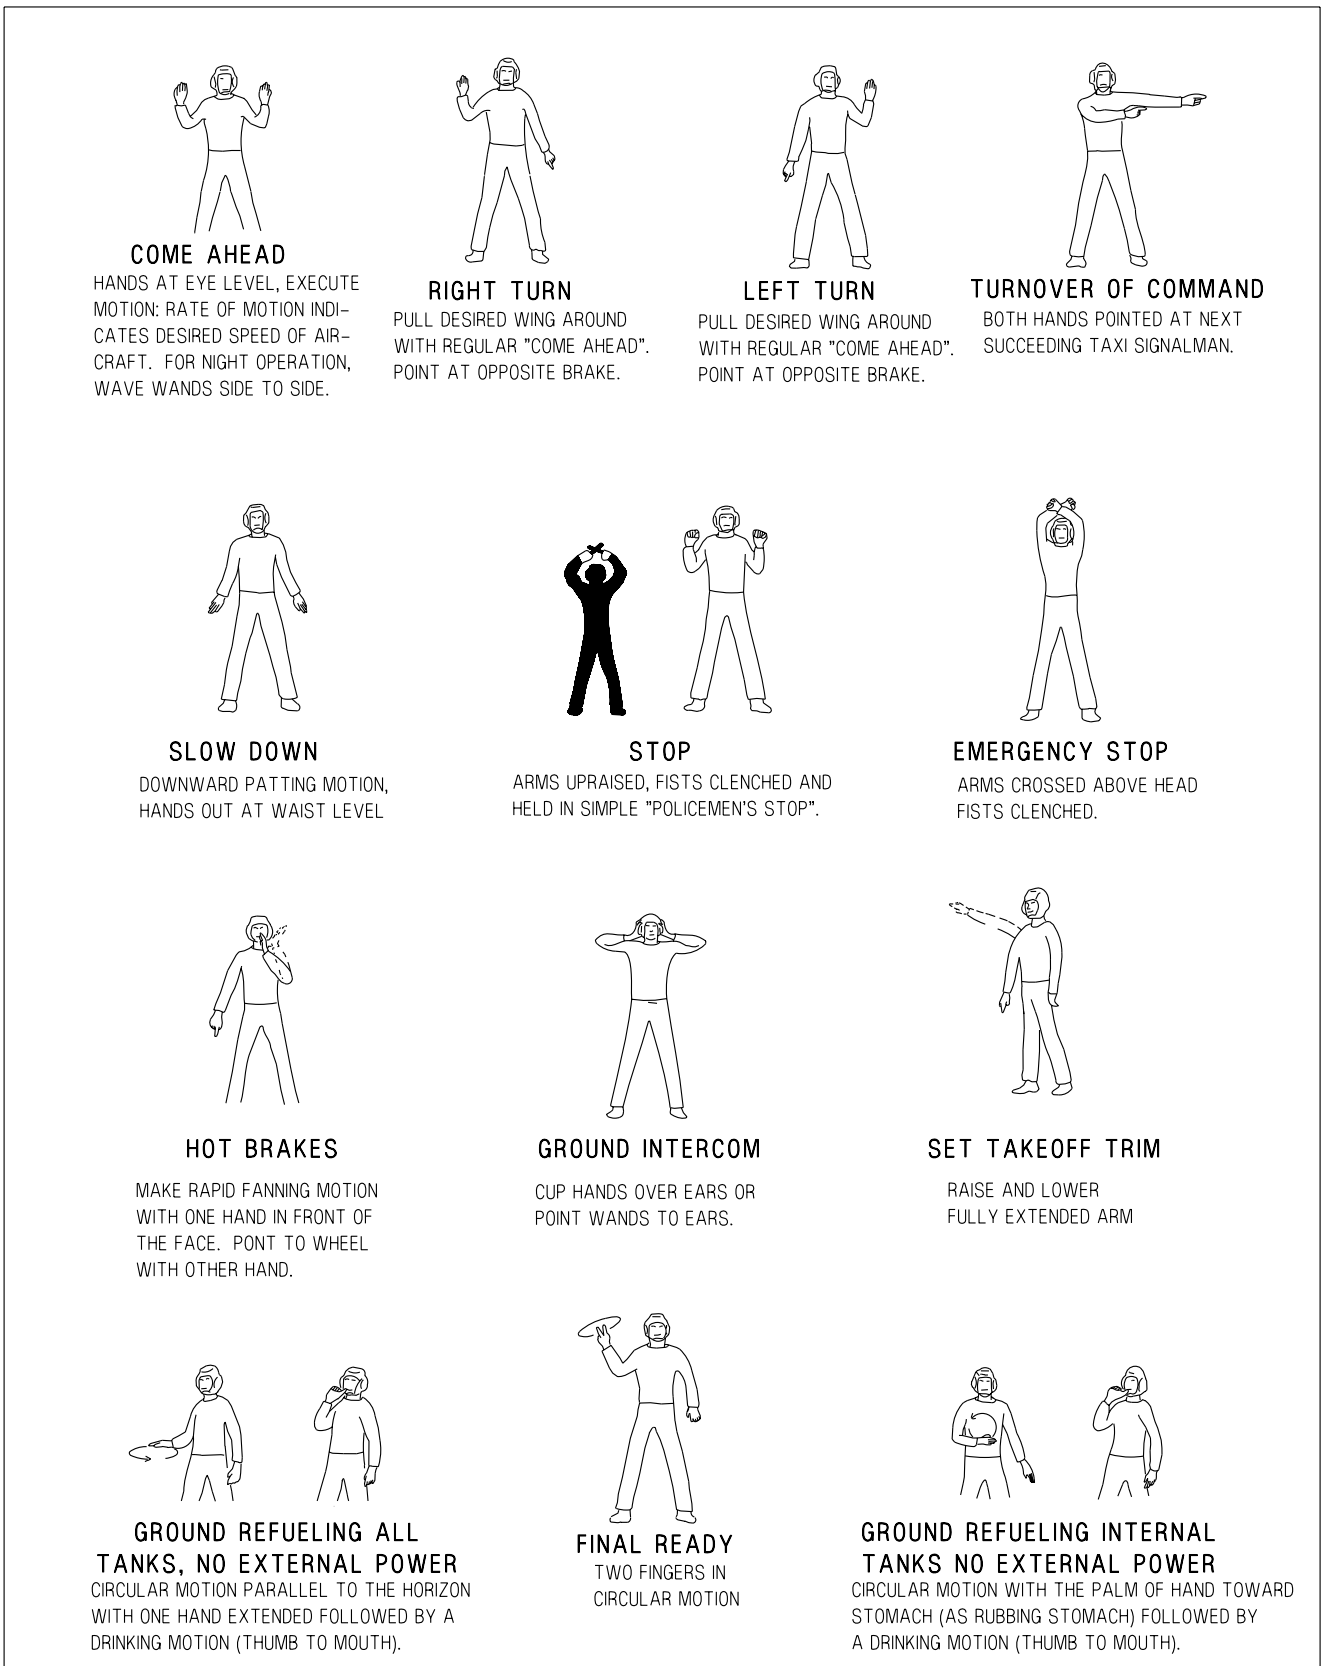 COME AHEAD
HANDS AT EYE LEVEL, EXECUTE
MOTION: RATE OF MOTION INDI-
CATES DESIRED SPEED OF AIR-
CRAFT. FOR NIGHT OPERATION,
WAVE WANDS SIDE TO SIDE.
RIGHT TURN
PULL DESIRED WING AROUND
WITH REGULAR "COME AHEAD".
POINT AT OPPOSITE BRAKE.
LEFT TURN
PULL DESIRED WING AROUND
WITH REGULAR "COME AHEAD".
POINT AT OPPOSITE BRAKE.
TURNOVER OF COMMAND
BOTH HANDS POINTED AT NEXT
SUCCEEDING TAXI SIGNALMAN.
SLOW DOWN
DOWNWARD PATTING MOTION,
HANDS OUT AT WAIST LEVEL
STOP
ARMS UPRAISED, FISTS CLENCHED AND
HELD IN SIMPLE "POLICEMEN'S STOP".
EMERGENCY STOP
ARMS CROSSED ABOVE HEAD
FISTS CLENCHED.
HOT BRAKES
MAKE RAPID FANNING MOTION
WITH ONE HAND IN FRONT OF
THE FACE. PONT TO WHEEL
WITH OTHER HAND.
GROUND INTERCOM
CUP HANDS OVER EARS OR
POINT WANDS TO EARS.
SET TAKEOFF TRIM
RAISE AND LOWER
FULLY EXTENDED ARM
GROUND REFUELING ALL
TANKS, NO EXTERNAL POWER
CIRCULAR MOTION PARALLEL TO THE HORIZON
WITH ONE HAND EXTENDED FOLLOWED BY A
DRINKING MOTION (THUMB TO MOUTH).
FINAL READY
TWO FINGERS IN
CIRCULAR MOTION
GROUND REFUELING INTERNAL
TANKS NO EXTERNAL POWER
CIRCULAR MOTION WITH THE PALM OF HAND TOWARD
STOMACH (AS RUBBING STOMACH) FOLLOWED BY
A DRINKING MOTION (THUMB TO MOUTH).